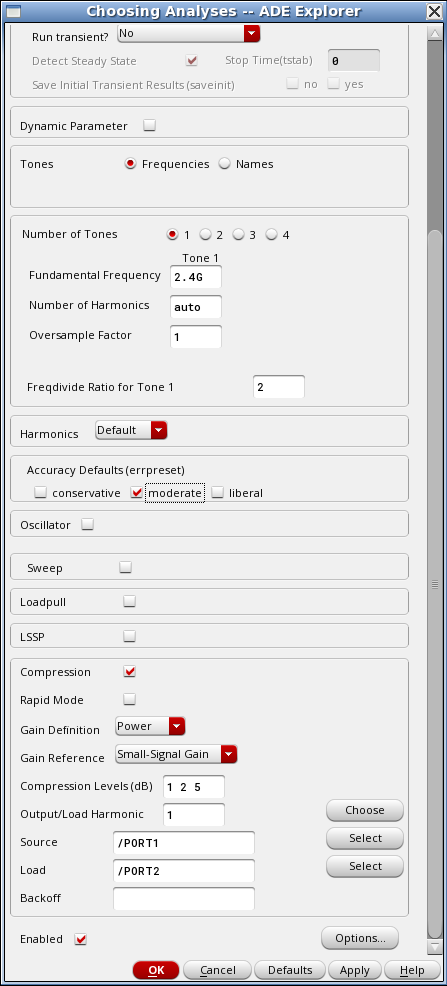 Choosing Analyses -- ADE Explorer
Run transient? No
Detect Steady State Stop Time(tstab) 0
Save Initial Transient Results (saveinit) no yes
Dynamic Parameter
Tones Frequencies Names
Number of Tones 1 2 3 4
Tone 1
Fundamental Frequency 2.4G
Number of Harmonics auto
Oversample Factor 1
Freqdivide Ratio for Tone 1 2
Harmonics Default
Accuracy Defaults (errpreset)
conservative moderate liberal
Oscillator
Sweep
Loadpull
LSSP
Compression
Rapid Mode
Gain Definition Power
Gain Reference Small-Signal Gain
Compression Levels (dB) 1 2 5
Output/Load Harmonic 1 Choose
Source /PORT1 Select
Load /PORT2 Select
Backoff
Enabled Options...
OK Cancel Defaults Apply Help